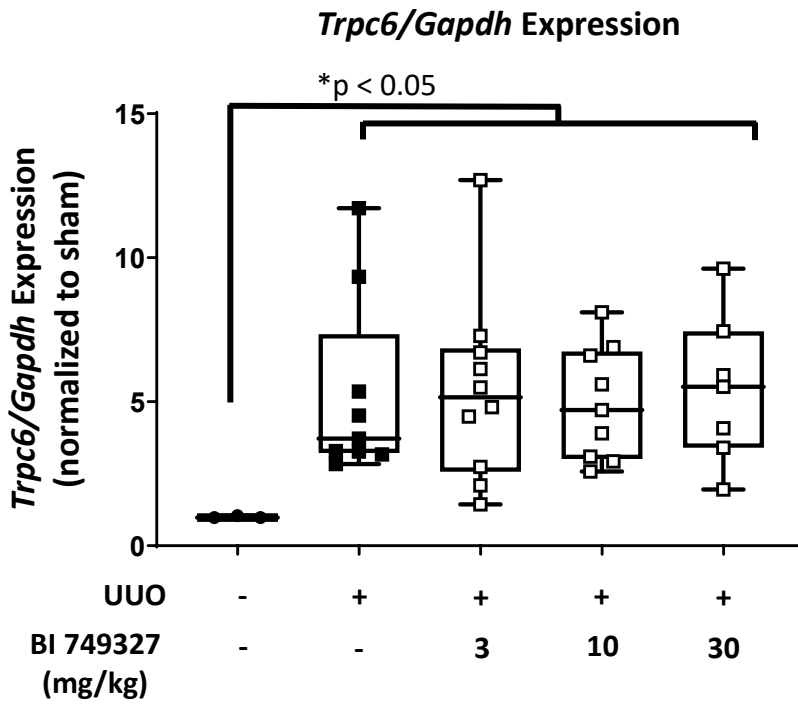 Trpc6/Gapdh Expression
*p < 0.05
Trpc6/Gapdh Expression
(normalized to sham)
15
10
5
0
UUO - + + + +
BI 749327 - - 3 10 30
(mg/kg)